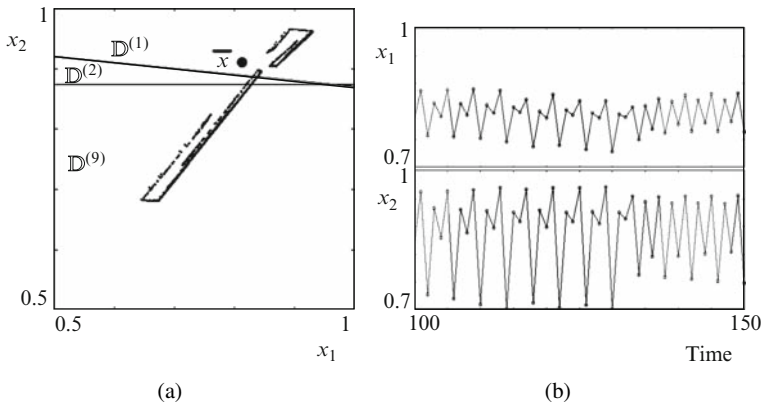 1
x₂
𝔻⁽¹⁾
x̄
𝔻⁽²⁾
𝔻⁽⁹⁾
0.5
0.5
1
x₁
(a)
1
x₁
0.7
1
x₂
0.7
100
150
Time
(b)